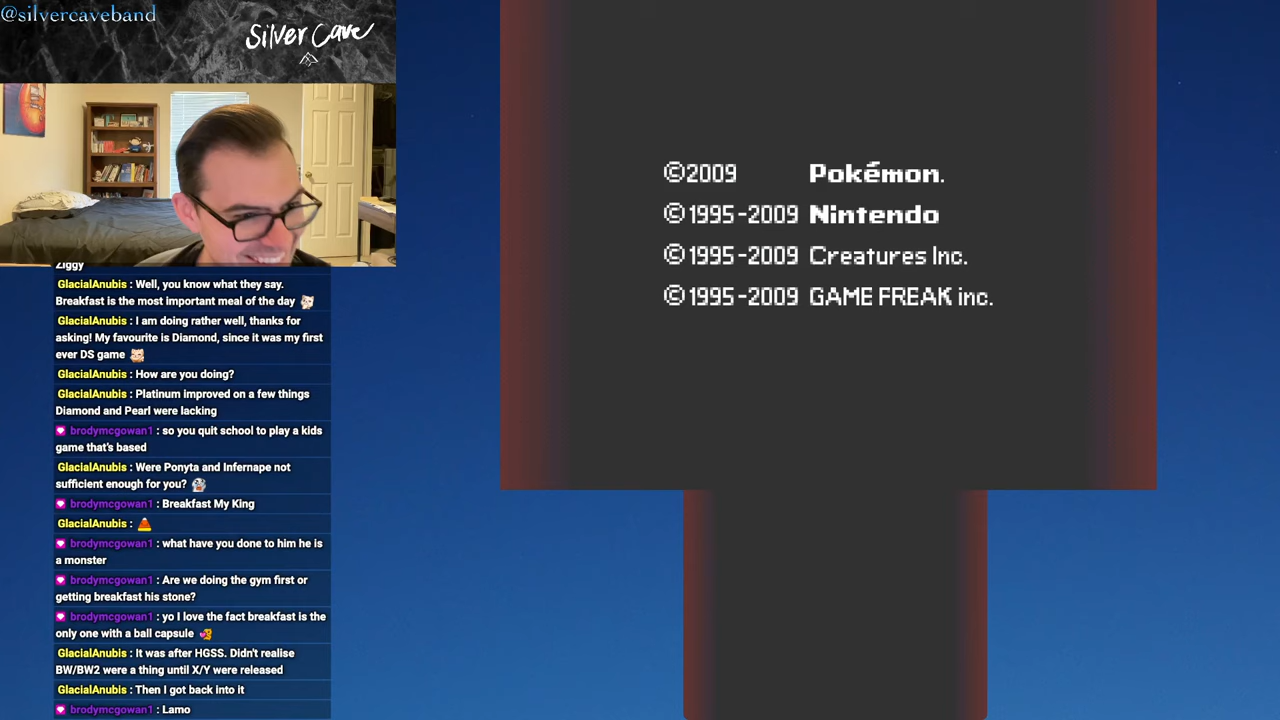 @silvercaveband
Silver Cave
Ziggy
GlacialAnubis : Well, you know what they say.
Breakfast is the most important meal of the day
GlacialAnubis : I am doing rather well, thanks for
asking! My favourite is Diamond, since it was my first
ever DS game
GlacialAnubis : How are you doing?
GlacialAnubis : Platinum improved on a few things
Diamond and Pearl were lacking
brodymcgowan1 : so you quit school to play a kids
game that's based
GlacialAnubis : Were Ponyta and Infernape not
sufficient enough for you?
brodymcgowan1 : Breakfast My King
GlacialAnubis :
brodymcgowan1 : what have you done to him he is
a monster
brodymcgowan1 : Are we doing the gym first or
getting breakfast his stone?
brodymcgowan1 : yo I love the fact breakfast is the
only one with a ball capsule
GlacialAnubis : It was after HGSS. Didn't realise
BW/BW2 were a thing until X/Y were released
GlacialAnubis : Then I got back into it
brodymcgowan1 : Lamo
©2009 Pokémon.
©1995-2009 Nintendo
©1995-2009 Creatures Inc.
©1995-2009 GAME FREAK inc.